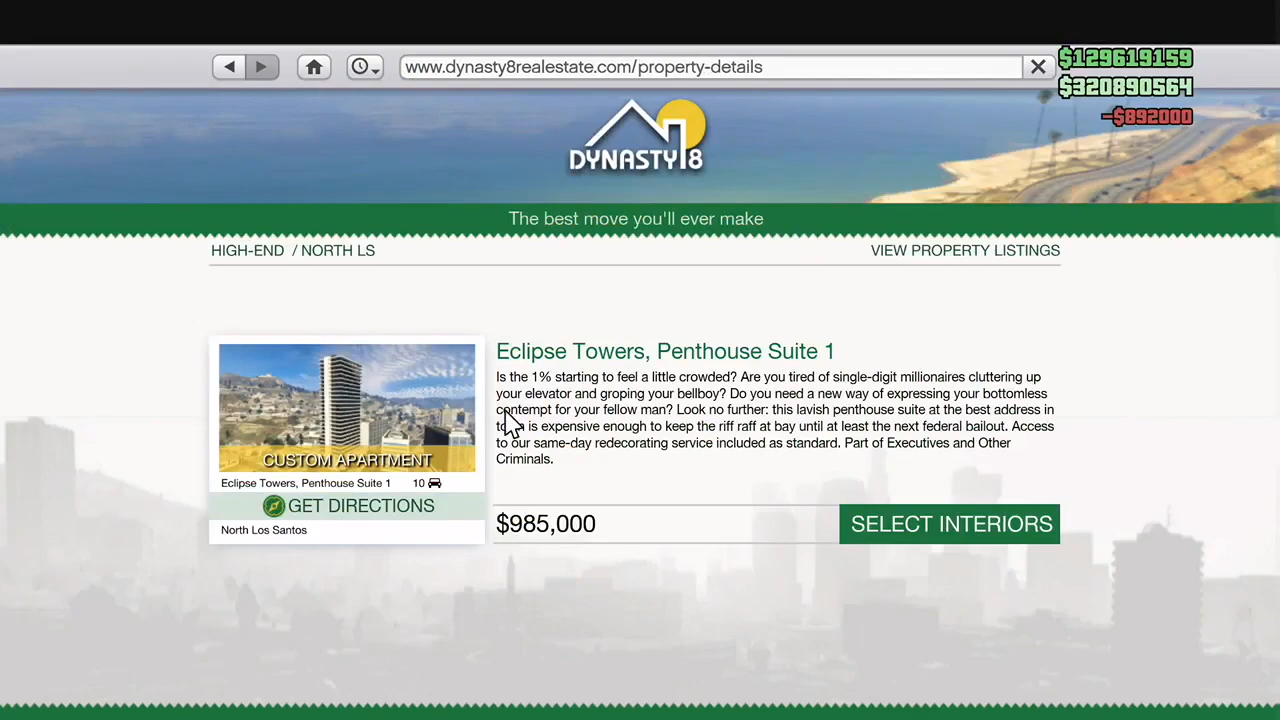 www.dynasty8realestate.com/property-details
$129619159
$320890564
-$892000
DYNASTY8
The best move you'll ever make
HIGH-END / NORTH LS
VIEW PROPERTY LISTINGS
CUSTOM APARTMENT
Eclipse Towers, Penthouse Suite 1 10
GET DIRECTIONS
North Los Santos
Eclipse Towers, Penthouse Suite 1
Is the 1% starting to feel a little crowded? Are you tired of single-digit millionaires cluttering up
your elevator and groping your bellboy? Do you need a new way of expressing your bottomless
contempt for your fellow man? Look no further: this lavish penthouse suite at the best address in
town is expensive enough to keep the riff raff at bay until at least the next federal bailout. Access
to our same-day redecorating service included as standard. Part of Executives and Other
Criminals.
$985,000
SELECT INTERIORS